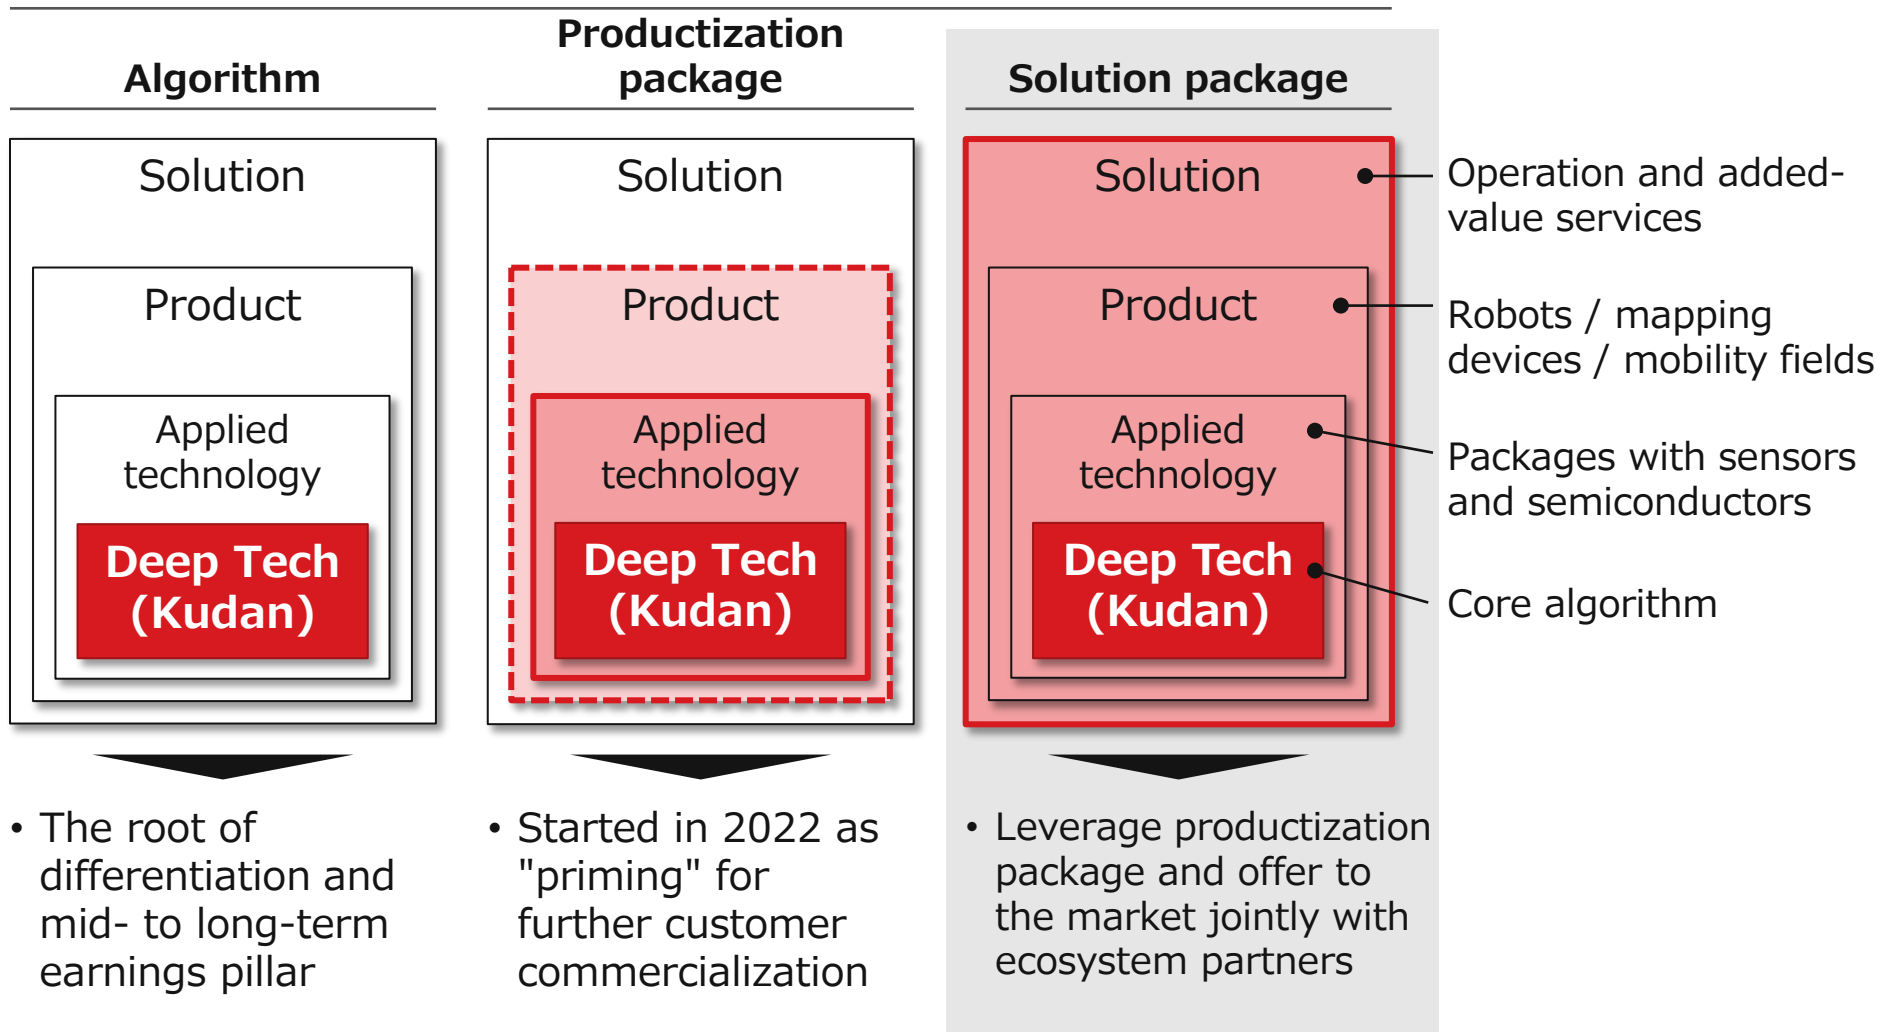 Algorithm
Solution
Product
Applied
technology
Deep Tech
(Kudan)
• The root of
differentiation and
mid- to long-term
earnings pillar
Productization
package
Solution
Product
Applied
technology
Deep Tech
(Kudan)
• Started in 2022 as
"priming" for
further customer
commercialization
Solution package
Solution
Product
Applied
technology
Deep Tech
(Kudan)
• Leverage productization
package and offer to
the market jointly with
ecosystem partners
Operation and added-
value services
Robots / mapping
devices / mobility fields
Packages with sensors
and semiconductors
Core algorithm